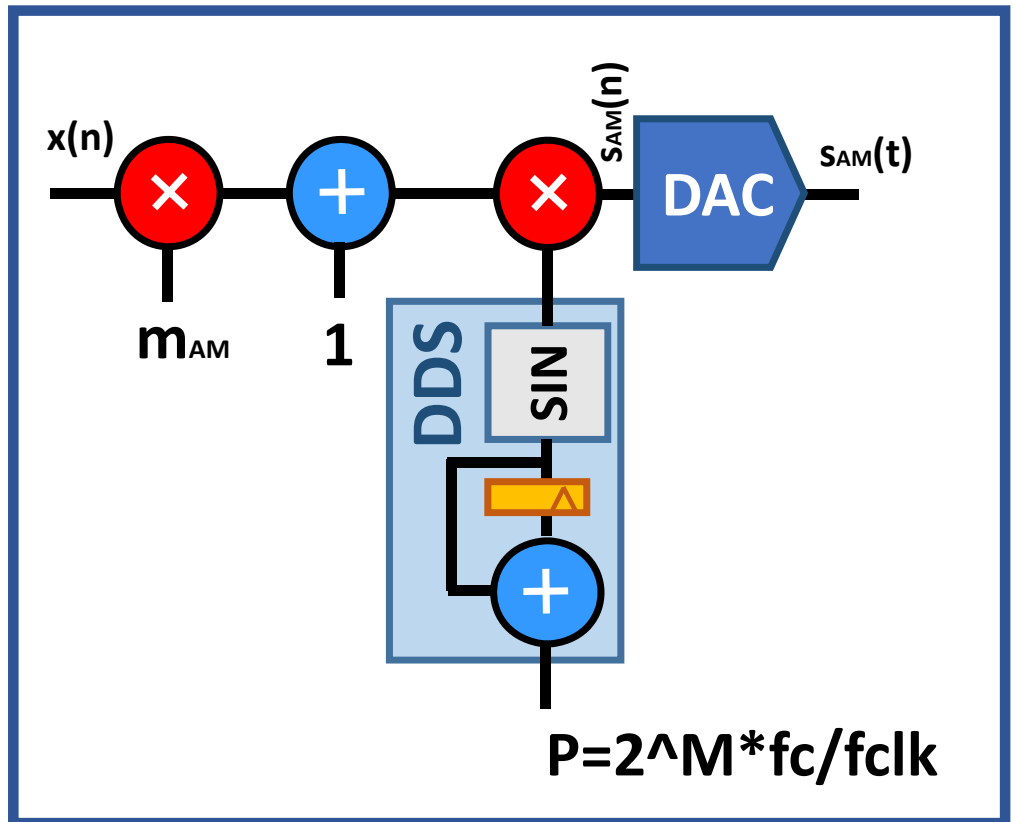 x(n)
×
+
×
sAM(n)
DAC
sAM(t)
mAM
1
DDS
SIN
+
P=2^M*fc/fclk